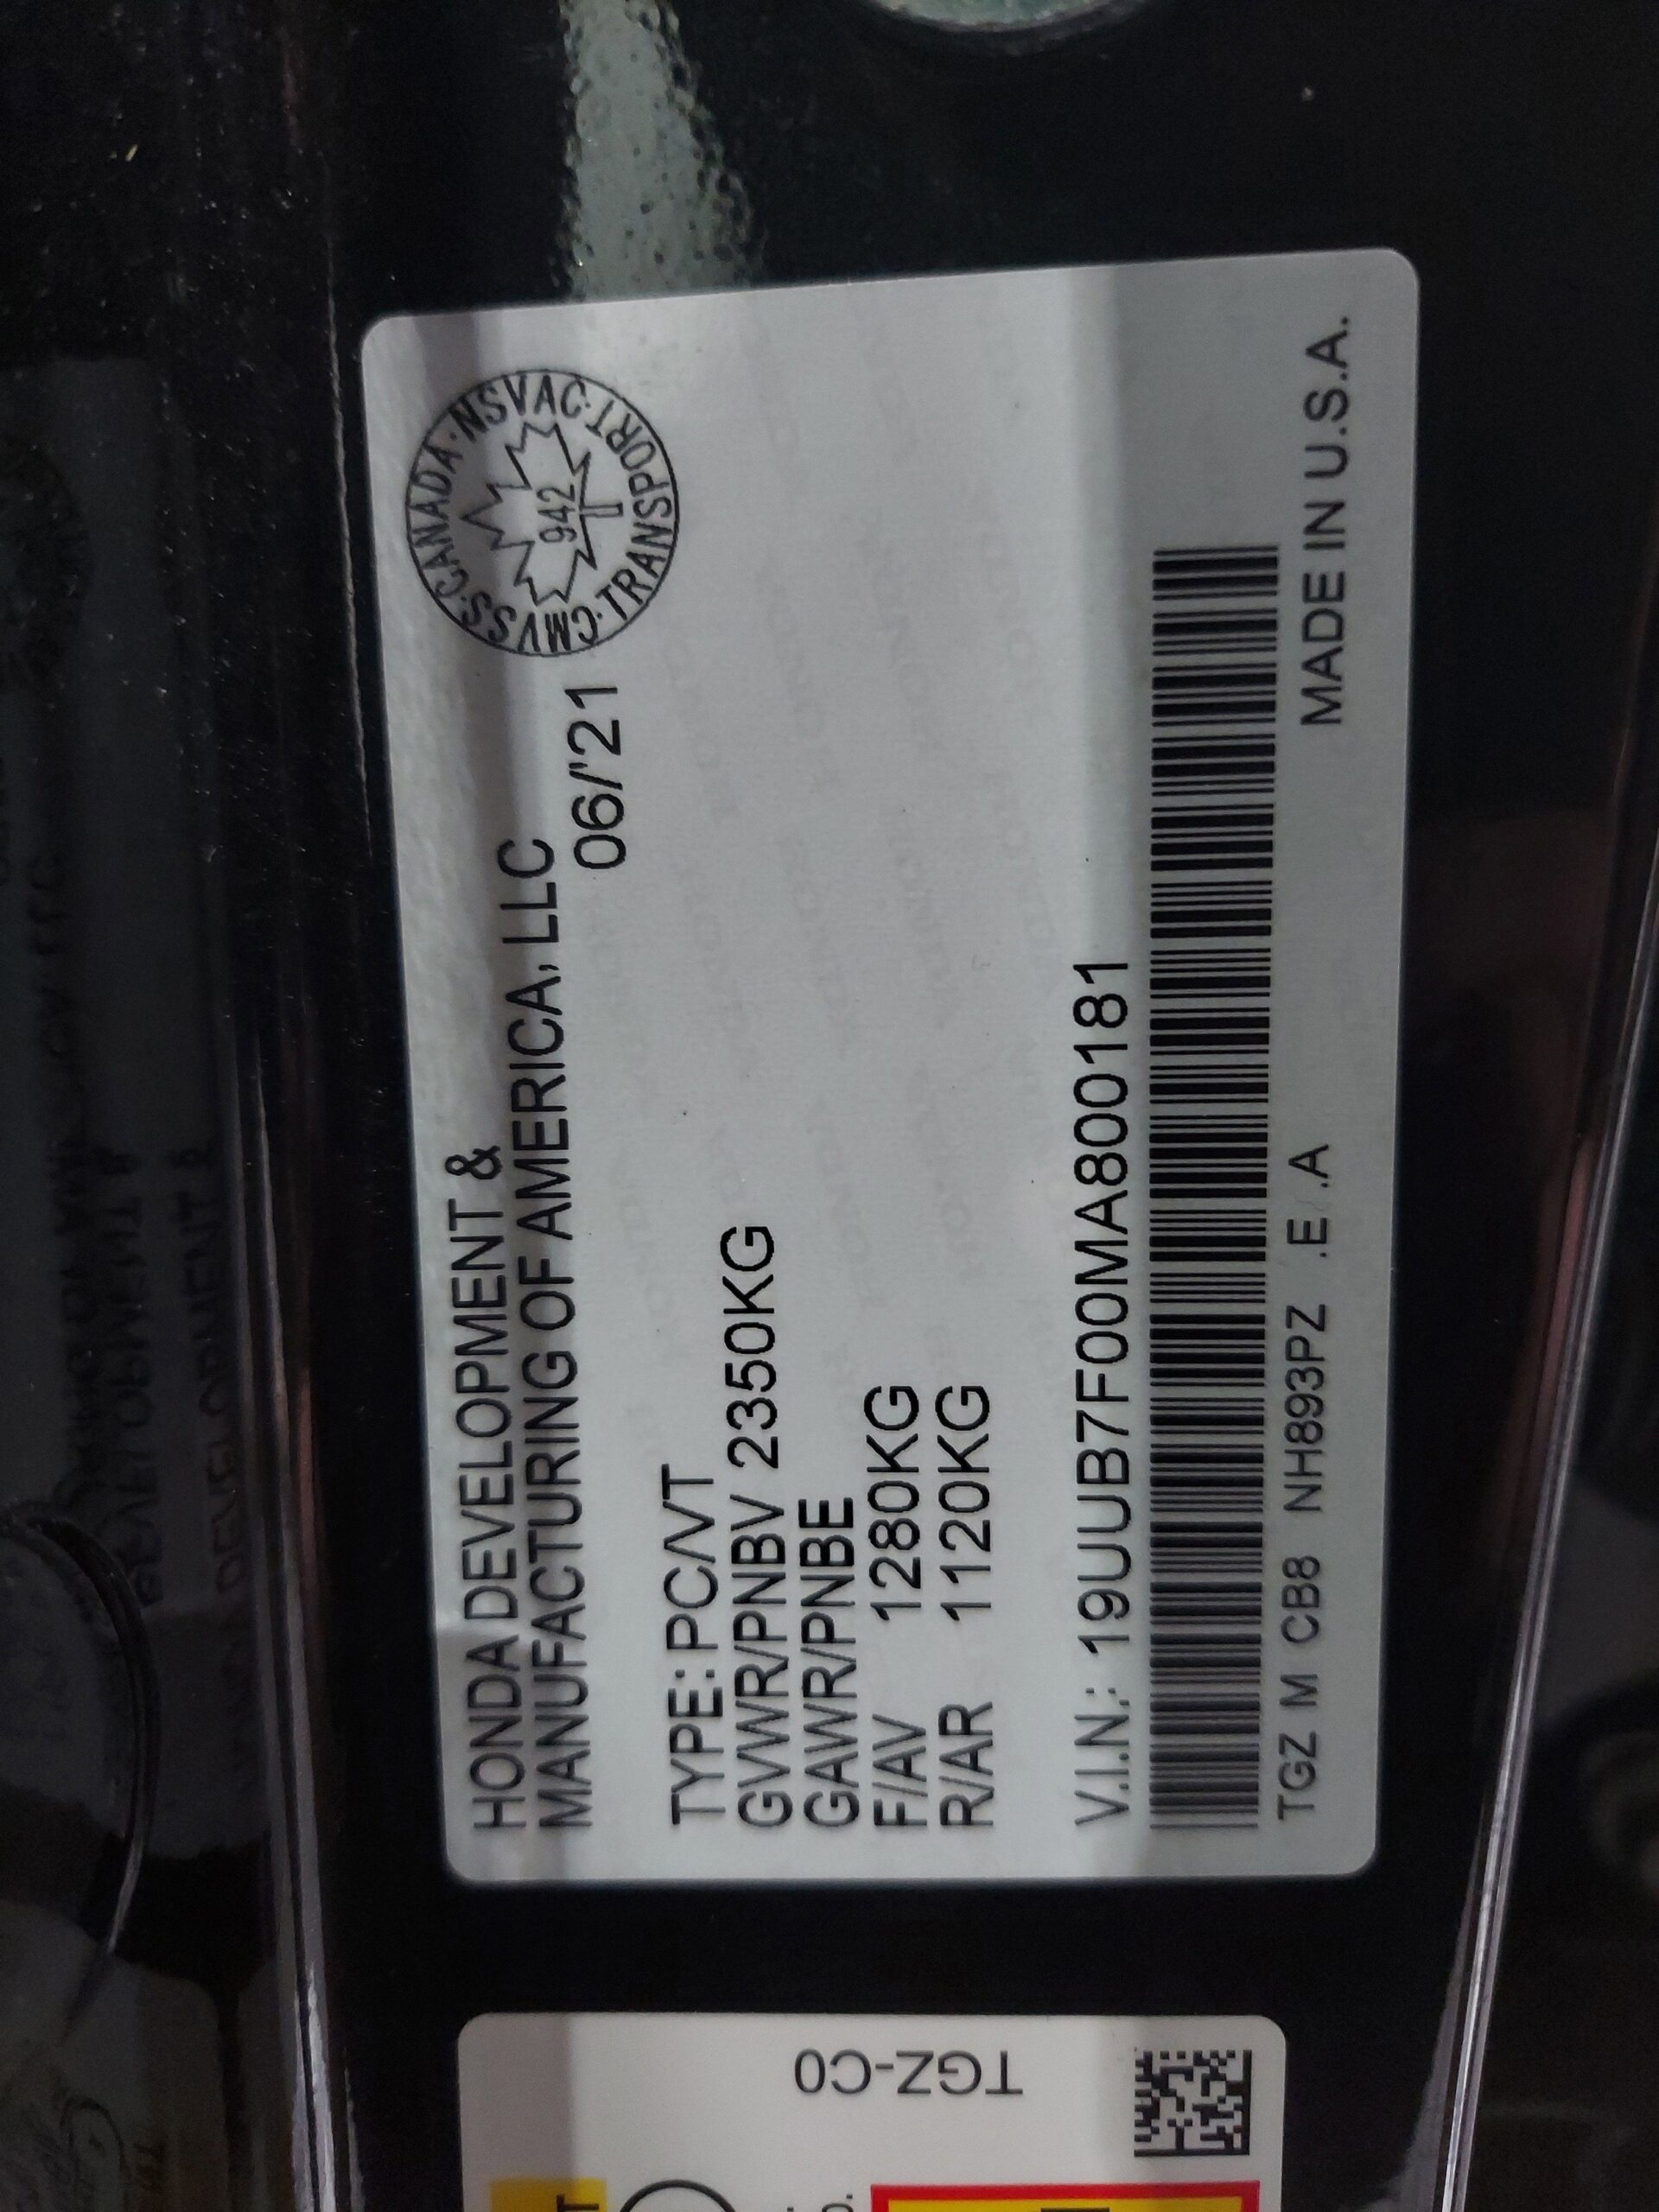 HONDA DEVELOPMENT &
MANUFACTURING OF AMERICA, LLC
06/'21
CMVSS·CANADA·NSVAC·TRANSPORT·TRANSPORT
942
TYPE: PC/VT
GVWR/PNBV 2350KG
GAWR/PNBE
F/AV 1280KG
R/AR 1120KG
V.I.N.: 19UUB7F00MA800181
TGZ M CB8 NH893PZ .E .A
MADE IN U.S.A.
TGZ-C0